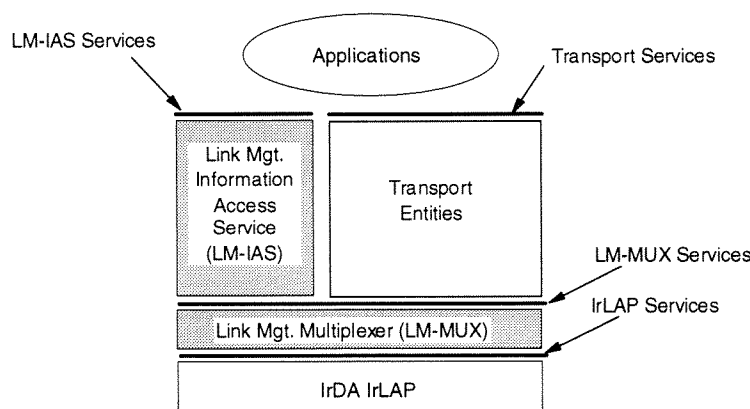 LM-IAS Services
Applications
Transport Services
Link Mgt.
Information
Access
Service
(LM-IAS)
Transport
Entities
LM-MUX Services
IrLAP Services
Link Mgt. Multiplexer (LM-MUX)
IrDA IrLAP